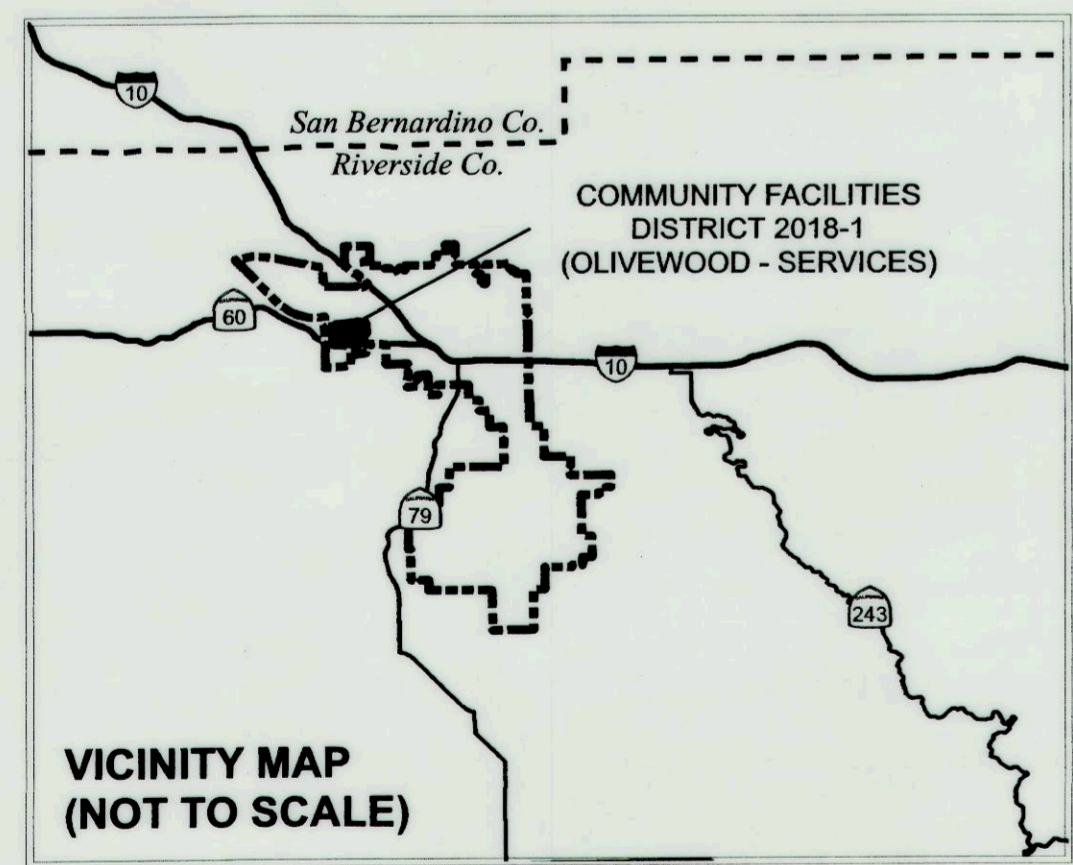 10
San Bernardino Co.
Riverside Co.
COMMUNITY FACILITIES
DISTRICT 2018-1
(OLIVEWOOD - SERVICES)
60
10
79
243
VICINITY MAP
(NOT TO SCALE)